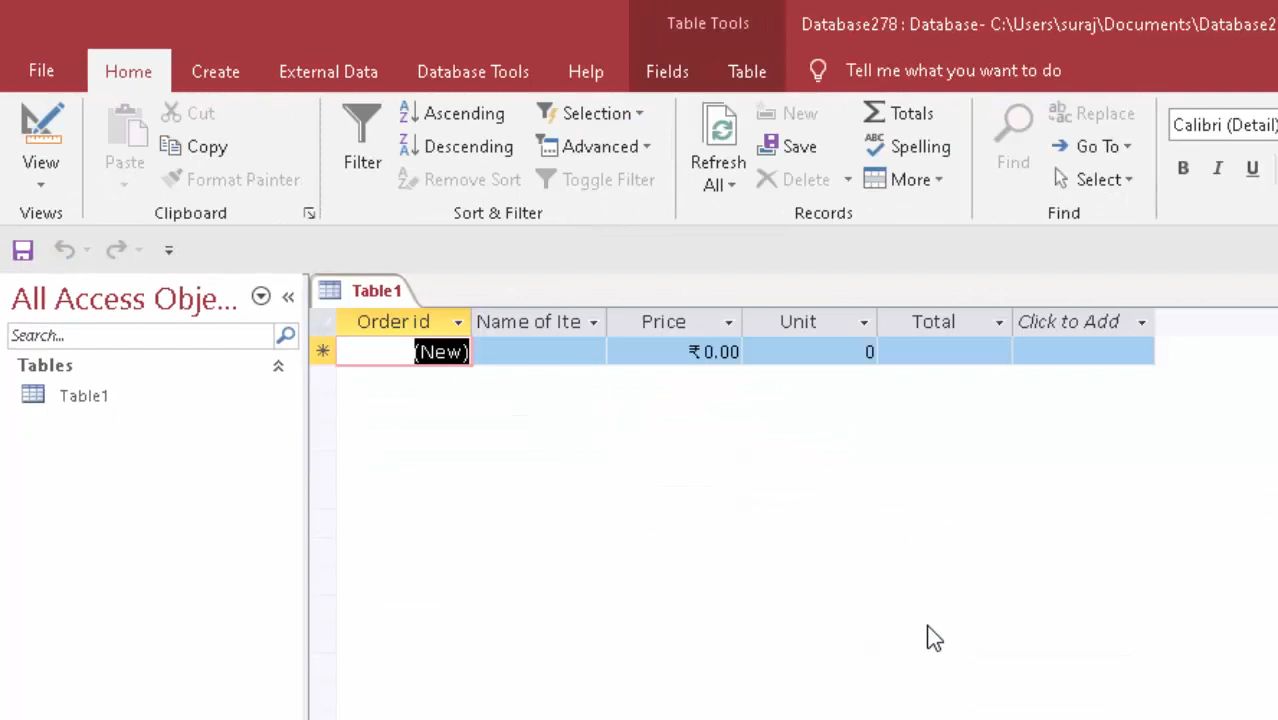 Table Tools
Database278 : Database- C:\Users\suraj\Documents\Database2
File Home Create External Data Database Tools Help Fields Table Tell me what you want to do
View
Views
Paste
Cut
Copy
Format Painter
Clipboard
Filter
Ascending
Descending
Remove Sort
Selection
Advanced
Toggle Filter
Sort & Filter
Refresh
All
New
Save
Delete
Totals
Spelling
More
Records
Find
Replace
Go To
Select
Find
Calibri (Detail)
B I U
All Access Obje...
Search...
Tables
Table1
Table1
Order id Name of Ite Price Unit Total Click to Add
(New) ₹ 0.00 0